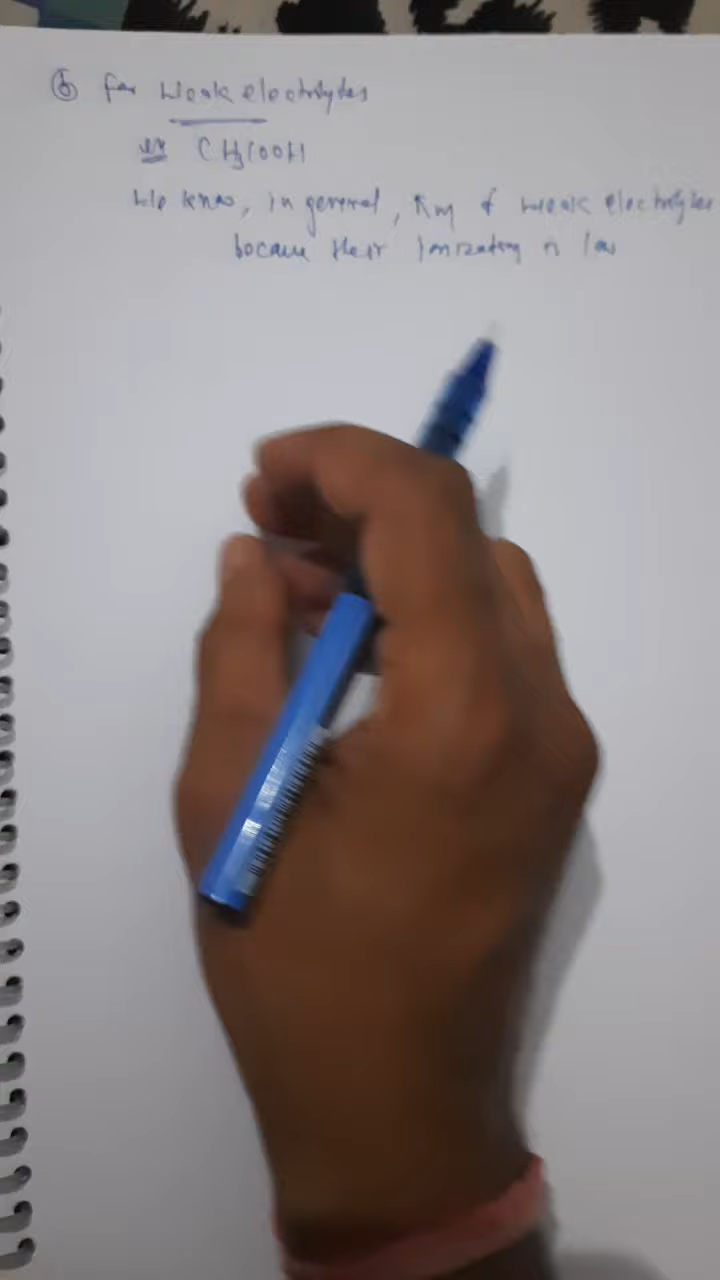 ⑥ for weak electrolytes
ex CH3COOH
We know, in general, Λm of weak electrolytes
because their Ionization is low